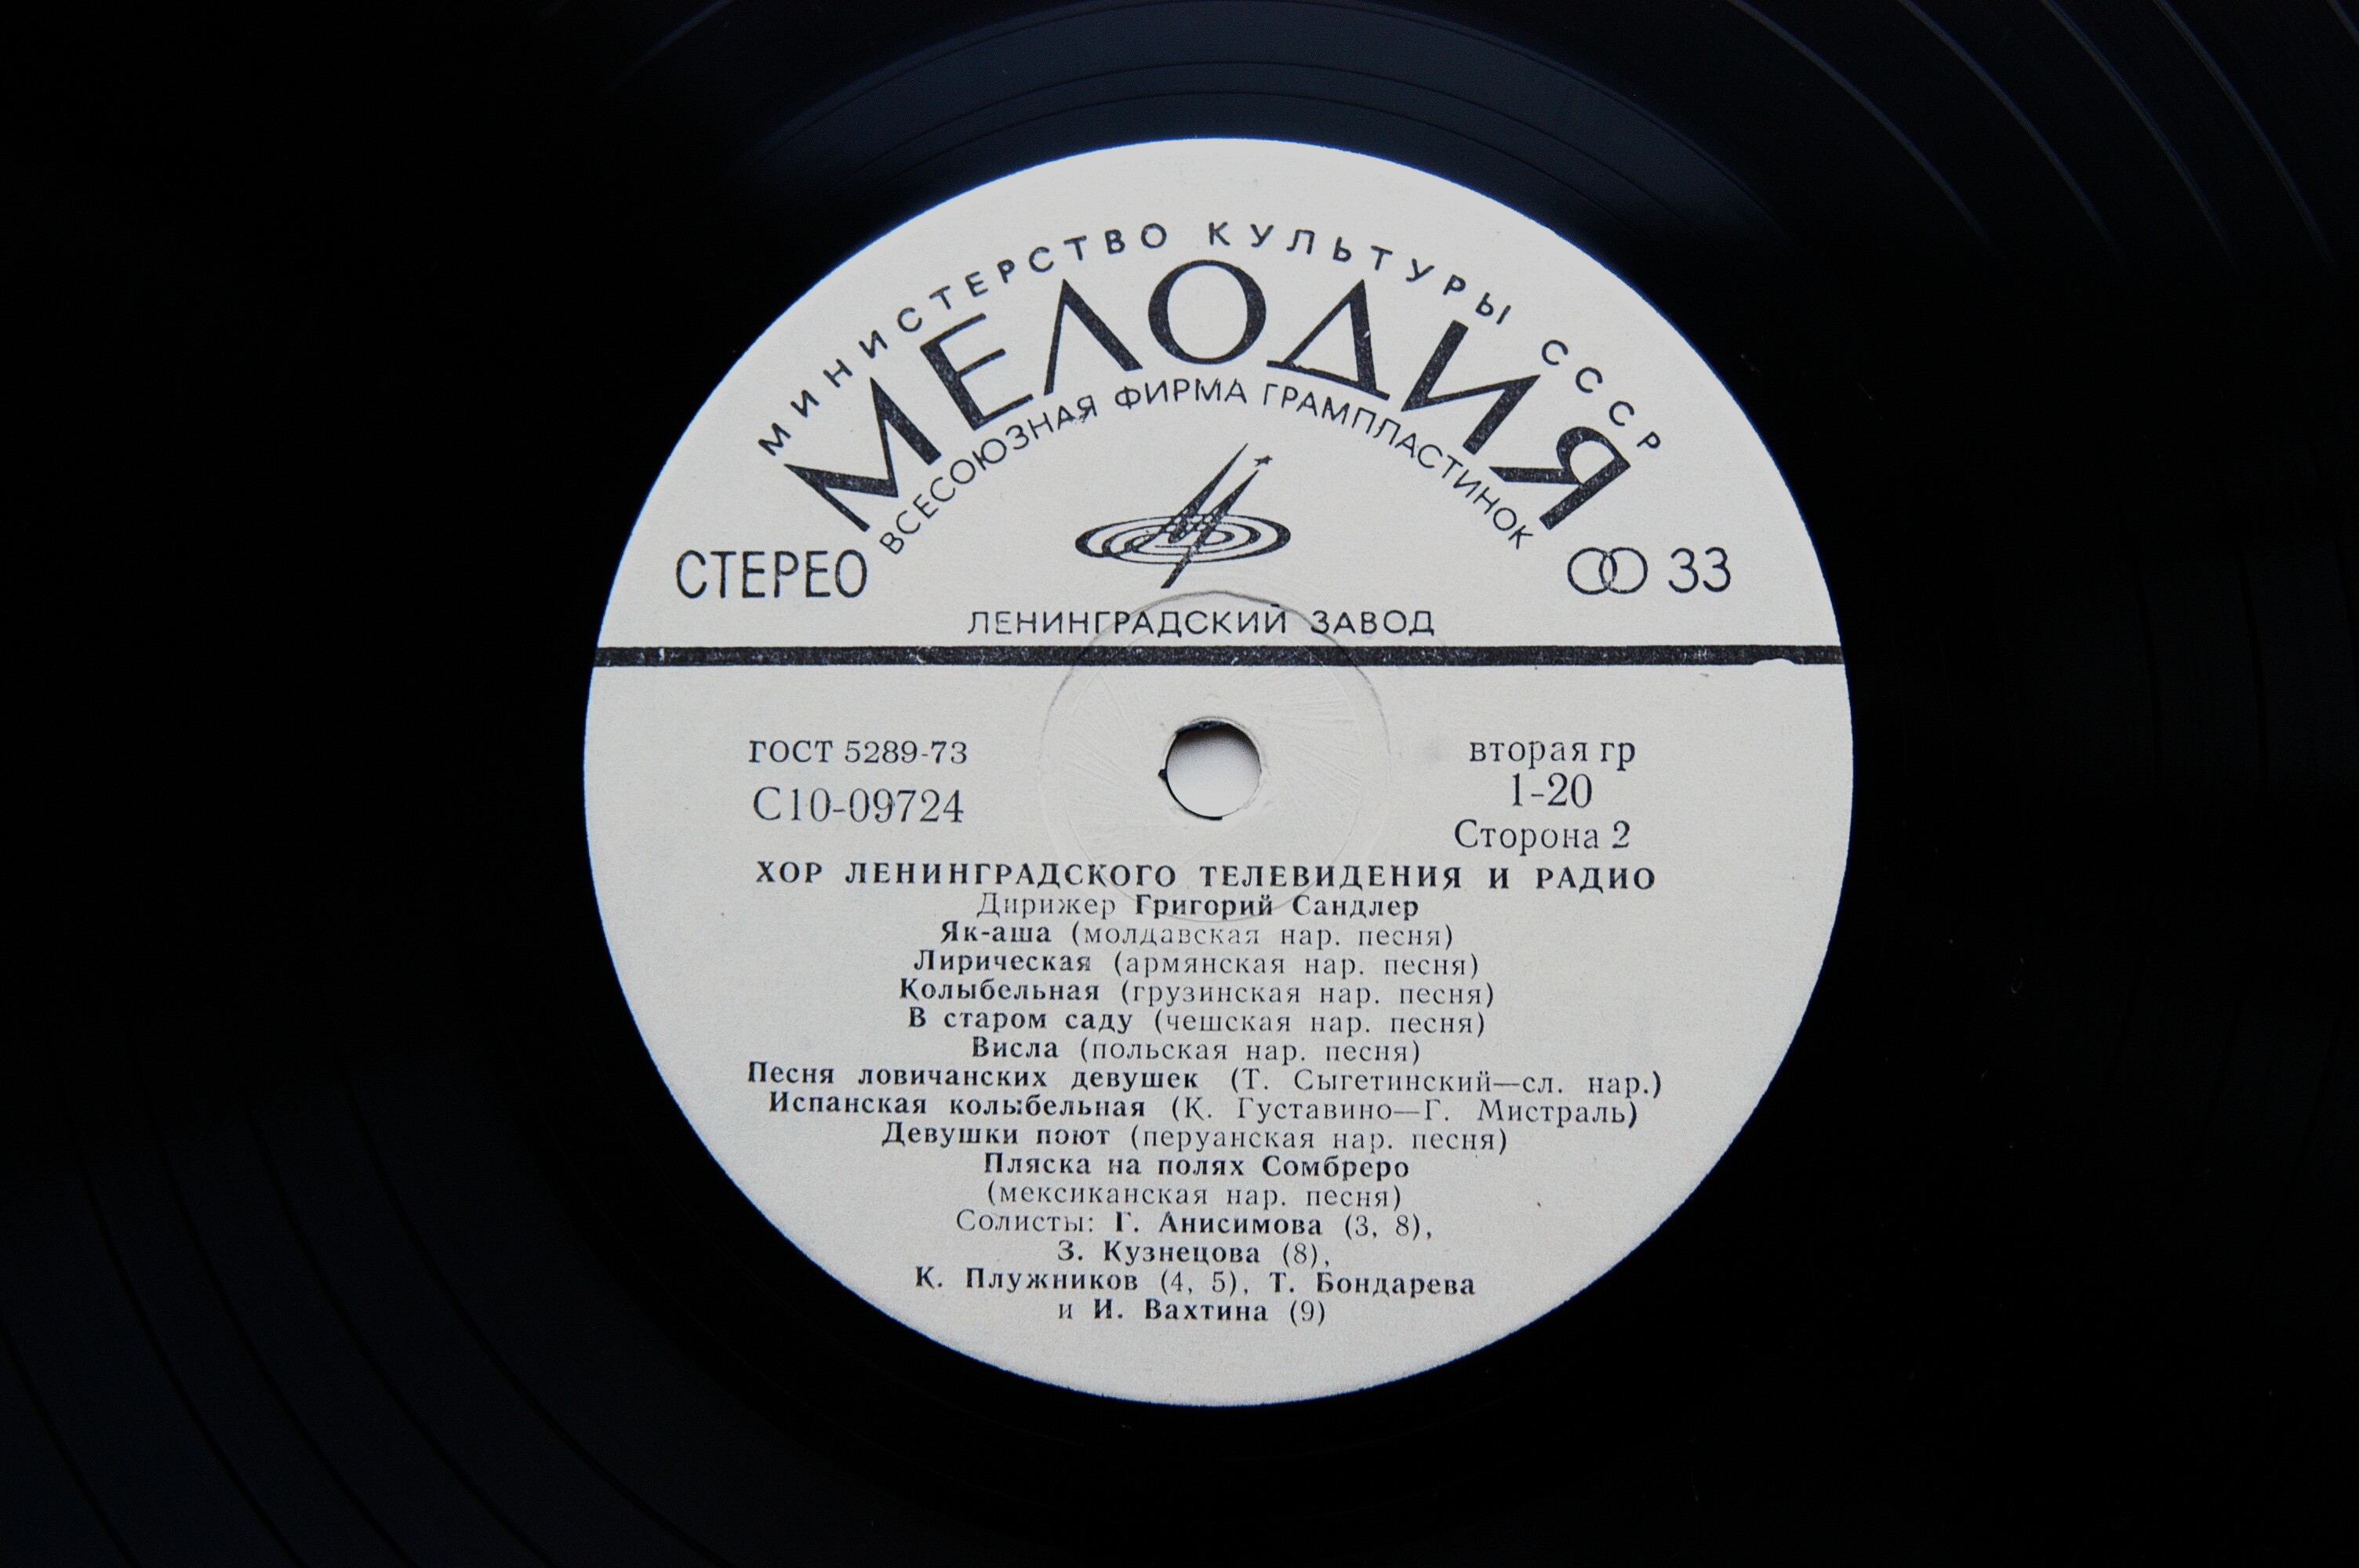 МИНИСТЕРСТВО КУЛЬТУРЫ СССР
МЕЛОДИЯ
ВСЕСОЮЗНАЯ ФИРМА ГРАМПЛАСТИНОК
СТЕРЕО
33
ЛЕНИНГРАДСКИЙ ЗАВОД
ГОСТ 5289-73
С10-09724
вторая гр
1-20
Сторона 2
ХОР ЛЕНИНГРАДСКОГО ТЕЛЕВИДЕНИЯ И РАДИО
Дирижер Григорий Сандлер
Як-аша (молдавская нар. песня)
Лирическая (армянская нар. песня)
Колыбельная (грузинская нар. песня)
В старом саду (чешская нар. песня)
Висла (польская нар. песня)
Песня ловичанских девушек (Т. Сыгетинский—сл. нар.)
Испанская колыбельная (К. Густавино—Г. Мистраль)
Девушки поют (перуанская нар. песня)
Пляска на полях Сомбреро
(мексиканская нар. песня)
Солисты: Г. Анисимова (3, 8),
З. Кузнецова (8),
К. Плужников (4, 5), Т. Бондарева
и И. Вахтина (9)